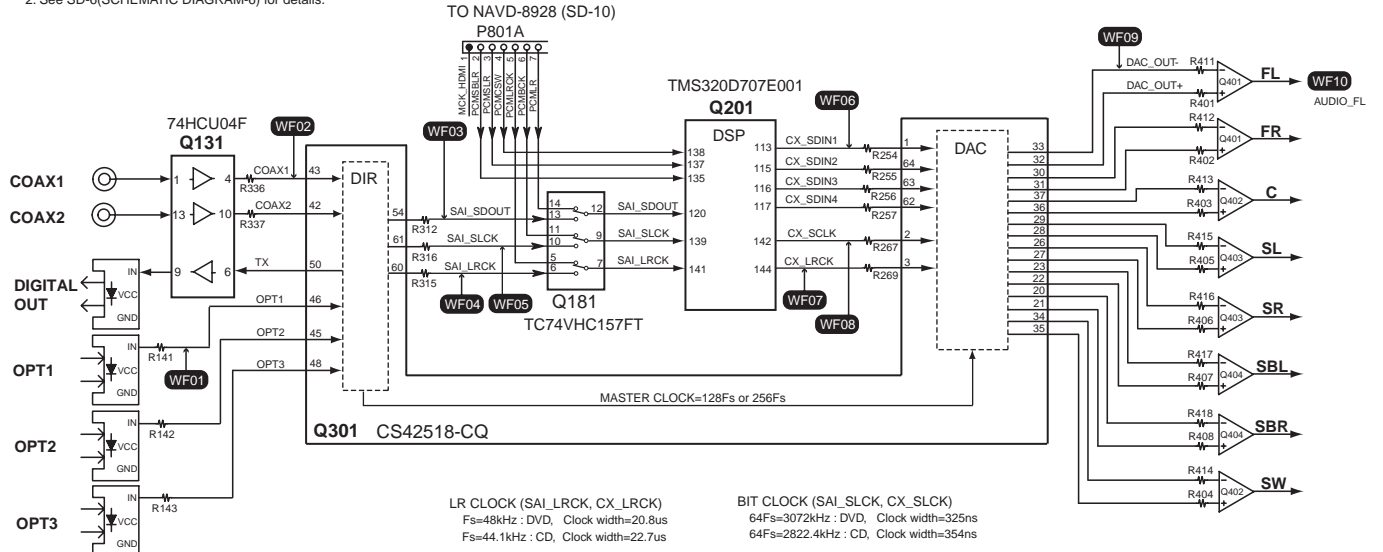 2. See SD-6(SCHEMATIC DIAGRAM-6) for details.
TO NAVD-8928 (SD-10)
P801A
MCK_HDMI 1
PCMSBLR 2
PCMSLR 3
PCMCSW 4
PCMLRCK 5
PCMBCK 6
PCMLR 7
74HCU04F
Q131
COAX1
COAX2
1
4
13
10
9
6
R336
R337
COAX1
COAX2
TX
WF02
43
42
50
DIR
DIGITAL
OUT
IN
VCC
GND
OPT1
IN
VCC
GND
R141
WF01
OPT1
46
OPT2
IN
VCC
GND
R142
OPT2
45
OPT3
IN
VCC
GND
R143
OPT3
48
54
61
60
R312
R316
R315
WF03
SAI_SDOUT
SAI_SLCK
SAI_LRCK
WF04
WF05
14
13
12
11
10
9
5
6
7
Q181
TC74VHC157FT
SAI_SDOUT
SAI_SLCK
SAI_LRCK
TMS320D707E001
Q201
DSP
138
137
135
120
139
141
113
115
116
117
142
144
WF06
CX_SDIN1
CX_SDIN2
CX_SDIN3
CX_SDIN4
CX_SCLK
CX_LRCK
R254
R255
R256
R257
R267
R269
WF07
WF08
1
64
63
62
2
3
DAC
MASTER CLOCK=128Fs or 256Fs
Q301 CS42518-CQ
33
32
30
31
37
36
29
28
26
27
23
22
20
21
34
35
WF09
DAC_OUT-
DAC_OUT+
R411
R401
Q401
FL
WF10
AUDIO_FL
R412
R402
Q401
FR
R413
R403
Q402
C
R415
R405
Q403
SL
R416
R406
Q403
SR
R417
R407
Q404
SBL
R418
R408
Q404
SBR
R414
R404
Q402
SW
LR CLOCK (SAI_LRCK, CX_LRCK)
Fs=48kHz : DVD, Clock width=20.8us
Fs=44.1kHz : CD, Clock width=22.7us
BIT CLOCK (SAI_SLCK, CX_SLCK)
64Fs=3072kHz : DVD, Clock width=325ns
64Fs=2822.4kHz : CD, Clock width=354ns